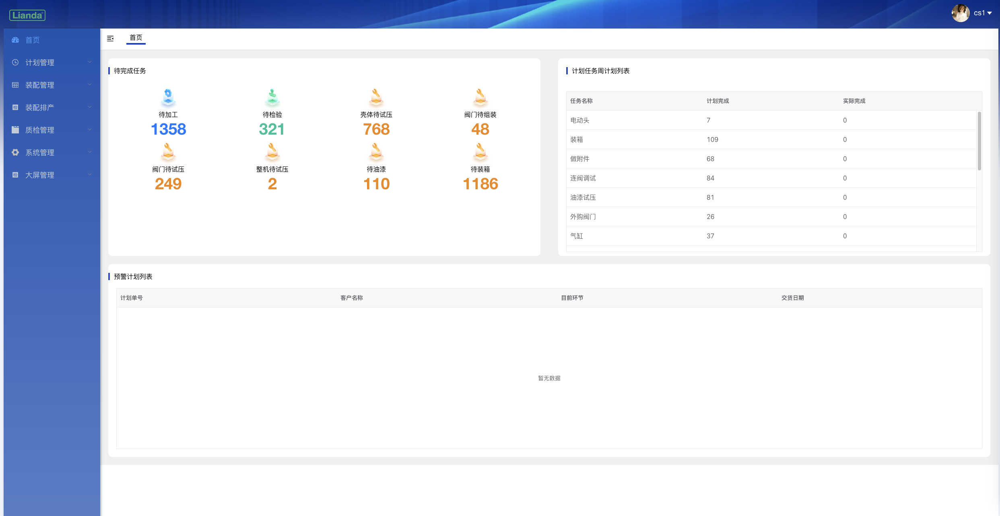 Lianda®
cs1
首页
计划管理
装配管理
装配排产
质检管理
系统管理
大屏管理
首页
待完成任务
待加工
1358
待检验
321
壳体待试压
768
阀门待组装
48
阀门待试压
249
整机待试压
2
待油漆
110
待装箱
1186
计划任务周计划列表
任务名称 计划完成 实际完成
电动头 7 0
装箱 109 0
做附件 68 0
连阀调试 84 0
油漆试压 81 0
外购阀门 26 0
气缸 37 0
预警计划列表
计划单号 客户名称 目前环节 交货日期
暂无数据